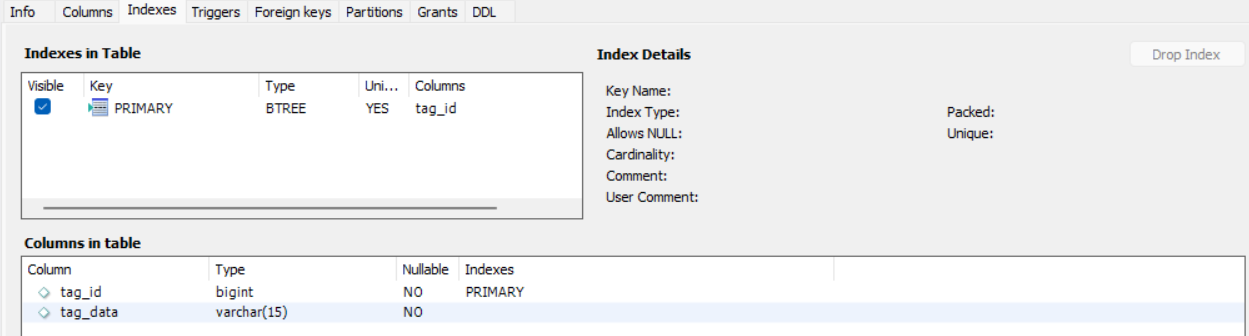 Info Columns Indexes Triggers Foreign keys Partitions Grants DDL
Indexes in Table
Visible Key Type Uni... Columns
PRIMARY BTREE YES tag_id
Index Details
Drop Index
Key Name:
Index Type: Packed:
Allows NULL: Unique:
Cardinality:
Comment:
User Comment:
Columns in table
Column Type Nullable Indexes
tag_id bigint NO PRIMARY
tag_data varchar(15) NO